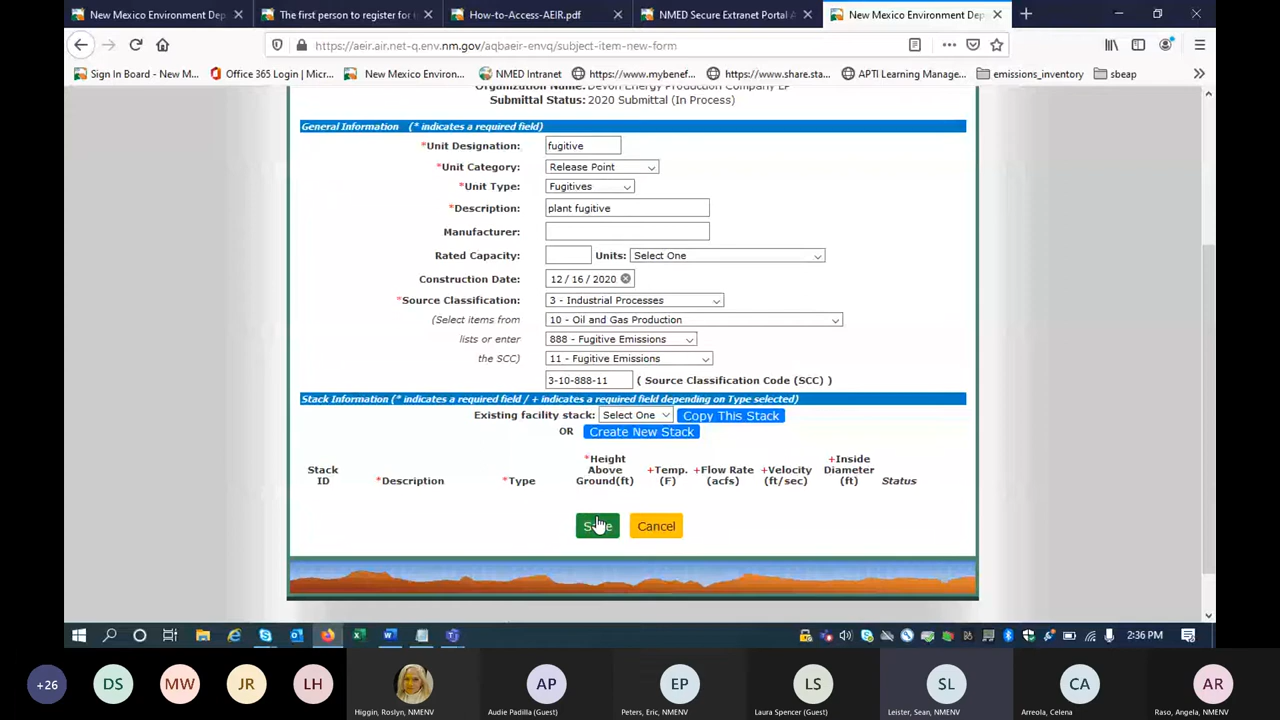 New Mexico Environment Dep
The first person to register for
How-to-Access-AEIR.pdf
NMED Secure Extranet Portal A
New Mexico Environment Dep
https://aeir.air.net-q.env.nm.gov/aqbaeir-envq/subject-item-new-form
Sign In Board - New M...
Office 365 Login | Micr...
New Mexico Environ...
NMED Intranet
https://www.mybenef...
https://www.share.sta...
APTI Learning Manage...
emissions_inventory
sbeap
Organization Name: Devon Energy Production Company LP
Submittal Status: 2020 Submittal (In Process)
General Information (* indicates a required field)
*Unit Designation: fugitive
*Unit Category: Release Point
*Unit Type: Fugitives
*Description: plant fugitive
Manufacturer:
Rated Capacity: Units: Select One
Construction Date: 12 / 16 / 2020
*Source Classification: 3 - Industrial Processes
(Select items from 10 - Oil and Gas Production
lists or enter 888 - Fugitive Emissions
the SCC) 11 - Fugitive Emissions
3-10-888-11 ( Source Classification Code (SCC) )
Stack Information (* indicates a required field / + indicates a required field depending on Type selected)
Existing facility stack: Select One Copy This Stack
OR Create New Stack
Stack ID
*Description
*Type
*Height Above Ground(ft)
+Temp. (F)
+Flow Rate (acfs)
+Velocity (ft/sec)
+Inside Diameter (ft)
Status
Save Cancel
2:36 PM
+26
DS
MW
JR
LH
AP
EP
LS
SL
CA
AR
Higgin, Roslyn, NMENV
Audie Padilla (Guest)
Peters, Eric, NMENV
Laura Spencer (Guest)
Leister, Sean, NMENV
Arreola, Celena
Raso, Angela, NMENV